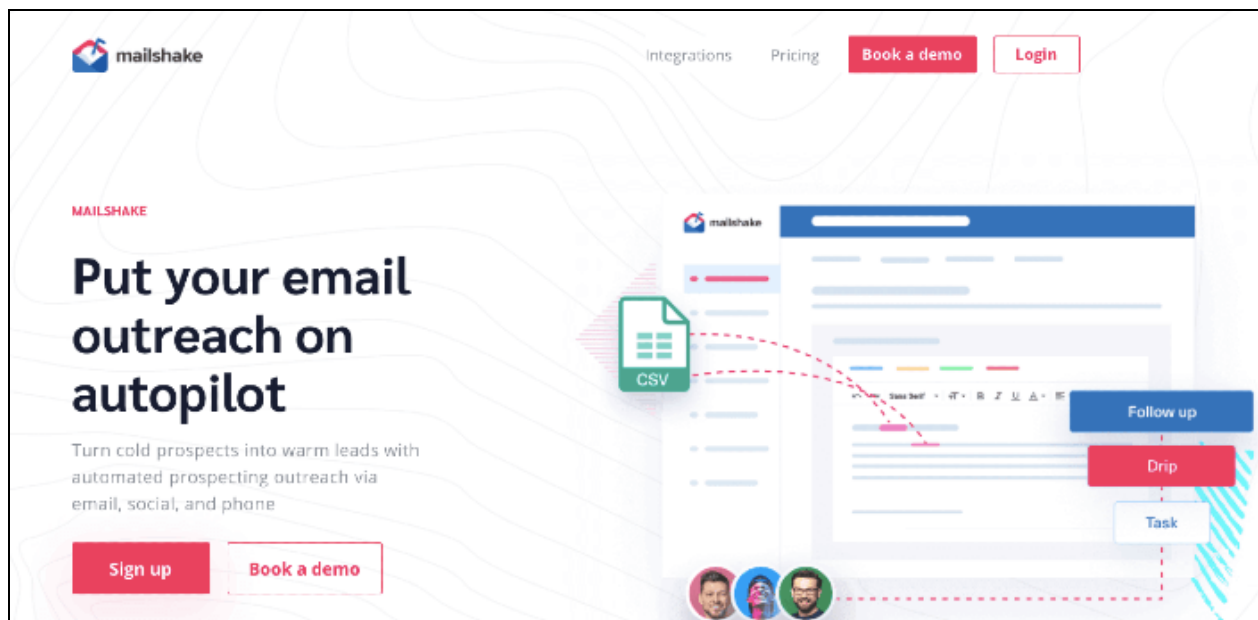 mailshake
Integrations Pricing Book a demo Login
MAILSHAKE
Put your email
outreach on
autopilot
Turn cold prospects into warm leads with
automated prospecting outreach via
email, social, and phone
Sign up Book a demo
mailshake
CSV
Sans Serif B I U A
Follow up
Drip
Task